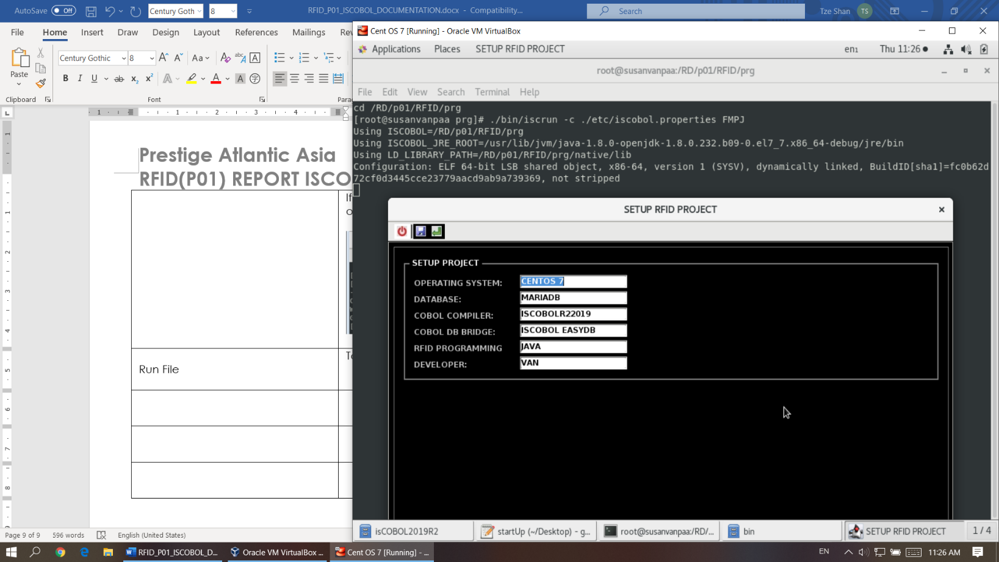 AutoSave Off
Century Goth
8
RFID_P01_ISCOBOL_DOCUMENTATION.docx - Compatibility...
Search
Tze Shan TS
File Home Insert Draw Design Layout References Mailings Rev
Century Gothic 8
Paste
Clipboard
Font
Para
Prestige Atlantic Asia
RFID(P01) REPORT ISCO
If
o
Run File
To
Page 9 of 9 596 words English (United States)
Cent OS 7 [Running] - Oracle VM VirtualBox
Applications Places SETUP RFID PROJECT en1 Thu 11:26
root@susanvanpaa:/RD/p01/RFID/prg
File Edit View Search Terminal Help
cd /RD/p01/RFID/prg
[root@susanvanpaa prg]# ./bin/iscrun -c ./etc/iscobol.properties FMPJ
Using ISCOBOL=/RD/p01/RFID/prg
Using ISCOBOL_JRE_ROOT=/usr/lib/jvm/java-1.8.0-openjdk-1.8.0.232.b09-0.el7_7.x86_64-debug/jre/bin
Using LD_LIBRARY_PATH=/RD/p01/RFID/prg/native/lib
Configuration: ELF 64-bit LSB shared object, x86-64, version 1 (SYSV), dynamically linked, BuildID[sha1]=fc0b62d
72cf0d3445cce23779aacd9ab9a739369, not stripped
SETUP RFID PROJECT
SETUP PROJECT
OPERATING SYSTEM: CENTOS 7
DATABASE: MARIADB
COBOL COMPILER: ISCOBOLR22019
COBOL DB BRIDGE: ISCOBOL EASYDB
RFID PROGRAMMING JAVA
DEVELOPER: VAN
isCOBOL2019R2 startUp (~/Desktop) - g... root@susanvanpaa:/RD/... bin SETUP RFID PROJECT 1 / 4
RFID_P01_ISCOBOL_D... Oracle VM VirtualBox ... Cent OS 7 [Running] - ... EN 11:26 AM